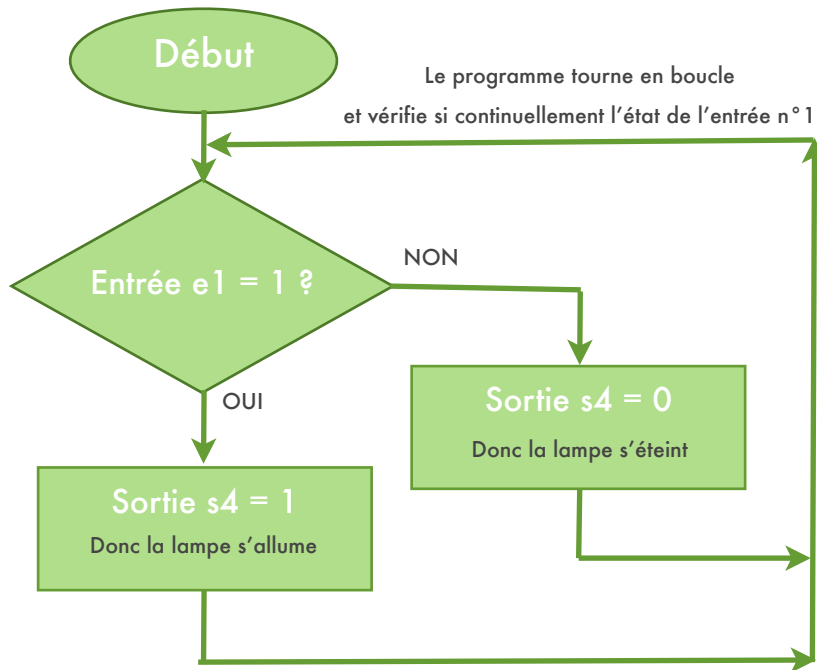 Début
Le programme tourne en boucle
et vérifie si continuellement l'état de l'entrée n°1
Entrée e1 = 1 ?
NON
OUI
Sortie s4 = 0
Donc la lampe s'éteint
Sortie s4 = 1
Donc la lampe s'allume